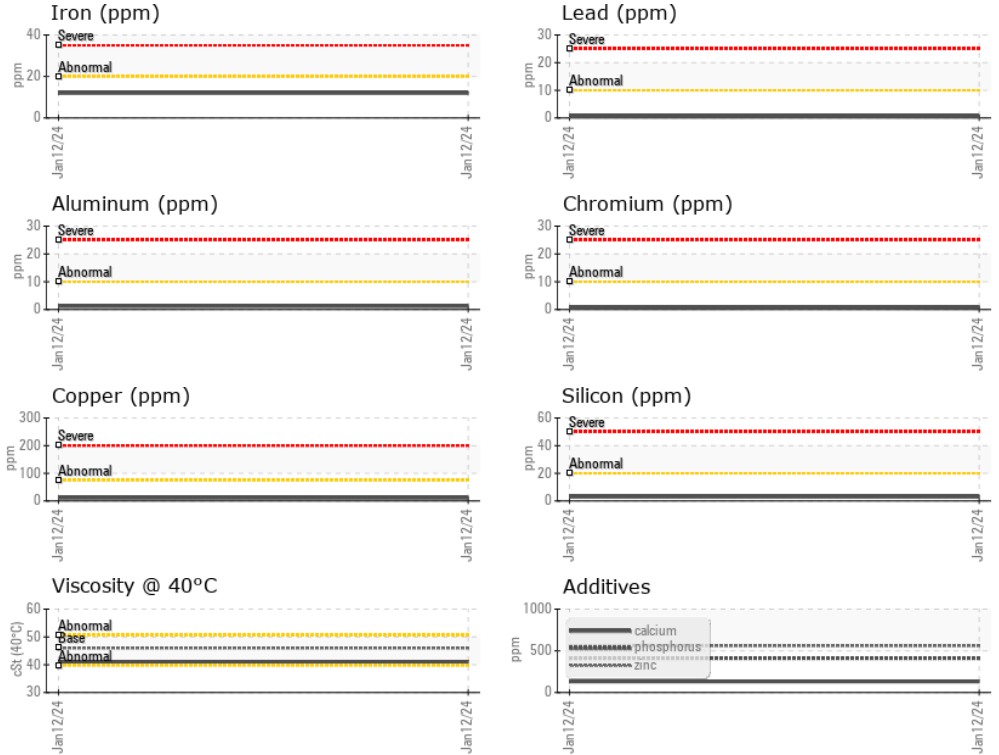 Iron (ppm)
40
20
0
ppm
Severe
Abnormal
Jan12/24
Jan12/24
Lead (ppm)
30
20
10
0
ppm
Severe
Abnormal
Jan12/24
Jan12/24
Aluminum (ppm)
30
20
10
0
ppm
Severe
Abnormal
Jan12/24
Jan12/24
Chromium (ppm)
30
20
10
0
ppm
Severe
Abnormal
Jan12/24
Jan12/24
Copper (ppm)
300
200
100
0
ppm
Severe
Abnormal
Jan12/24
Jan12/24
Silicon (ppm)
60
40
20
0
ppm
Severe
Abnormal
Jan12/24
Jan12/24
Viscosity @ 40°C
60
50
40
30
cSt (40°C)
Abnormal
Base
Abnormal
Jan12/24
Jan12/24
Additives
1000
500
0
ppm
calcium
phosphorus
zinc
Jan12/24
Jan12/24